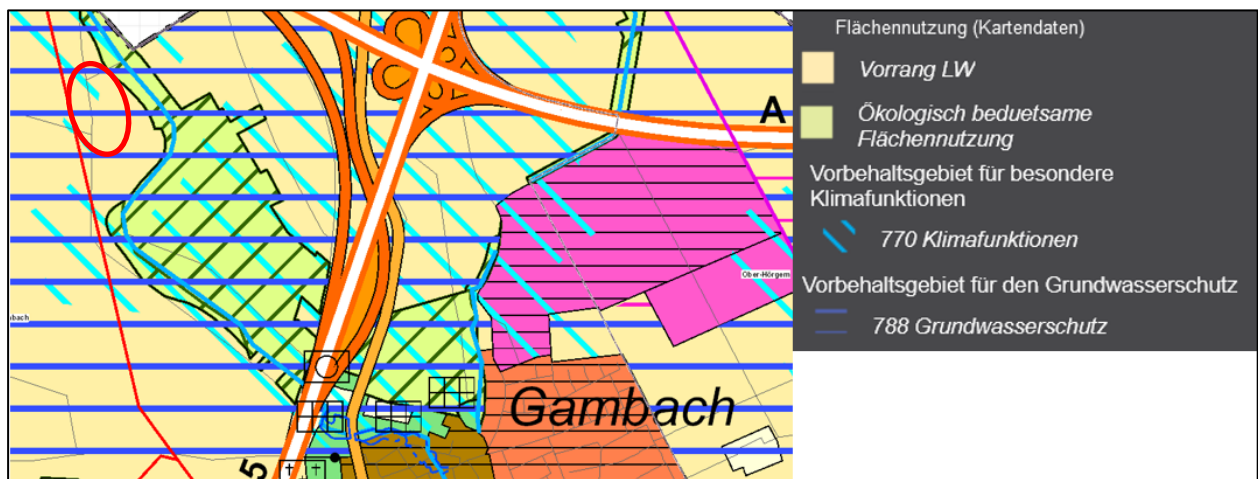 A
Ober-Hörgern
bach
Gambach
5
Flächennutzung (Kartendaten)
Vorrang LW
Ökologisch beduetsame
Flächennutzung
Vorbehaltsgebiet für besondere
Klimafunktionen
770 Klimafunktionen
Vorbehaltsgebiet für den Grundwasserschutz
788 Grundwasserschutz